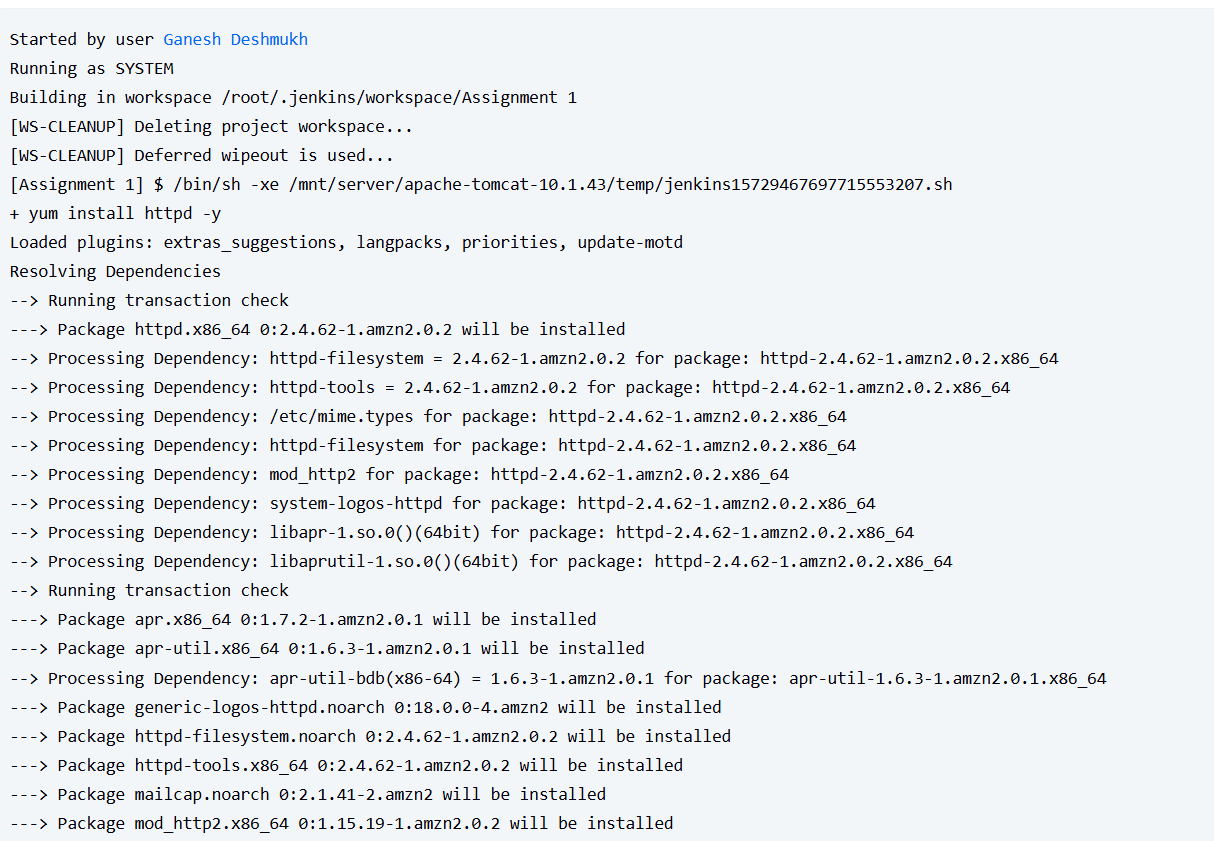 Started by user Ganesh Deshmukh
Running as SYSTEM
Building in workspace /root/.jenkins/workspace/Assignment 1
[WS-CLEANUP] Deleting project workspace...
[WS-CLEANUP] Deferred wipeout is used...
[Assignment 1] $ /bin/sh -xe /mnt/server/apache-tomcat-10.1.43/temp/jenkins15729467697715553207.sh
+ yum install httpd -y
Loaded plugins: extras_suggestions, langpacks, priorities, update-motd
Resolving Dependencies
--> Running transaction check
---> Package httpd.x86_64 0:2.4.62-1.amzn2.0.2 will be installed
--> Processing Dependency: httpd-filesystem = 2.4.62-1.amzn2.0.2 for package: httpd-2.4.62-1.amzn2.0.2.x86_64
--> Processing Dependency: httpd-tools = 2.4.62-1.amzn2.0.2 for package: httpd-2.4.62-1.amzn2.0.2.x86_64
--> Processing Dependency: /etc/mime.types for package: httpd-2.4.62-1.amzn2.0.2.x86_64
--> Processing Dependency: httpd-filesystem for package: httpd-2.4.62-1.amzn2.0.2.x86_64
--> Processing Dependency: mod_http2 for package: httpd-2.4.62-1.amzn2.0.2.x86_64
--> Processing Dependency: system-logos-httpd for package: httpd-2.4.62-1.amzn2.0.2.x86_64
--> Processing Dependency: libapr-1.so.0()(64bit) for package: httpd-2.4.62-1.amzn2.0.2.x86_64
--> Processing Dependency: libaprutil-1.so.0()(64bit) for package: httpd-2.4.62-1.amzn2.0.2.x86_64
--> Running transaction check
---> Package apr.x86_64 0:1.7.2-1.amzn2.0.1 will be installed
---> Package apr-util.x86_64 0:1.6.3-1.amzn2.0.1 will be installed
--> Processing Dependency: apr-util-bdb(x86-64) = 1.6.3-1.amzn2.0.1 for package: apr-util-1.6.3-1.amzn2.0.1.x86_64
---> Package generic-logos-httpd.noarch 0:18.0.0-4.amzn2 will be installed
---> Package httpd-filesystem.noarch 0:2.4.62-1.amzn2.0.2 will be installed
---> Package httpd-tools.x86_64 0:2.4.62-1.amzn2.0.2 will be installed
---> Package mailcap.noarch 0:2.1.41-2.amzn2 will be installed
---> Package mod_http2.x86_64 0:1.15.19-1.amzn2.0.2 will be installed